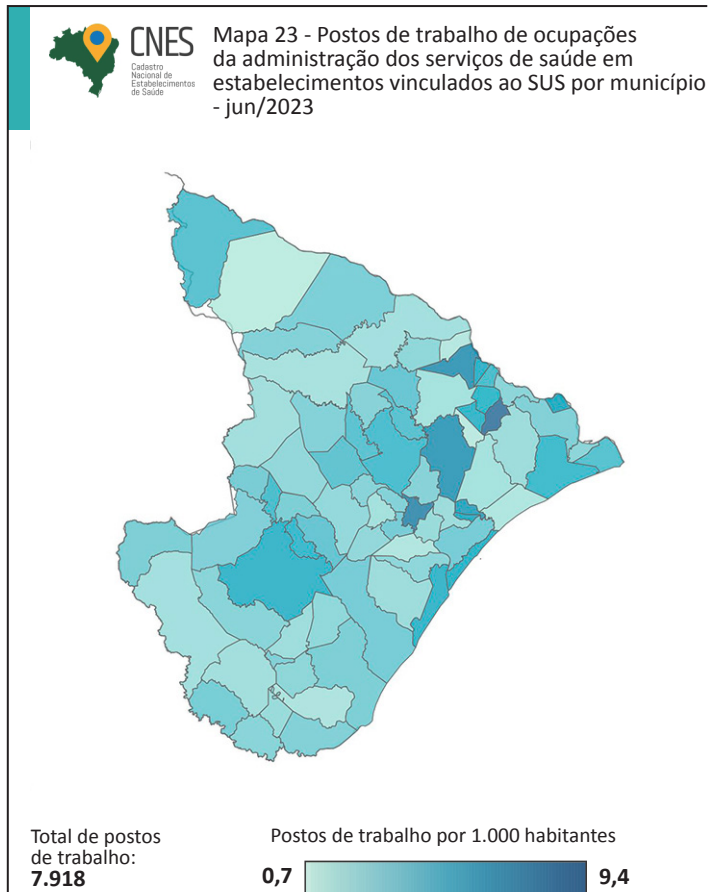 CNES
Cadastro
Nacional de
Estabelecimentos
de Saúde
Mapa 23 - Postos de trabalho de ocupações
da administração dos serviços de saúde em
estabelecimentos vinculados ao SUS por município
- jun/2023
Total de postos
de trabalho:
7.918
Postos de trabalho por 1.000 habitantes
0,7
9,4